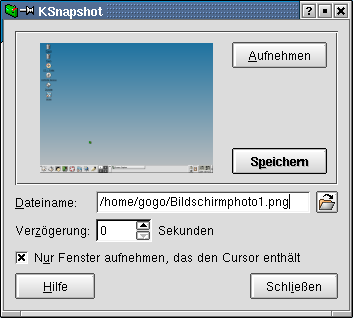 KSnapshot
Aufnehmen
Speichern
Dateiname: /home/gogo/Bildschirmphoto1.png
Verzögerung: 0 Sekunden
Nur Fenster aufnehmen, das den Cursor enthält
Hilfe Schließen